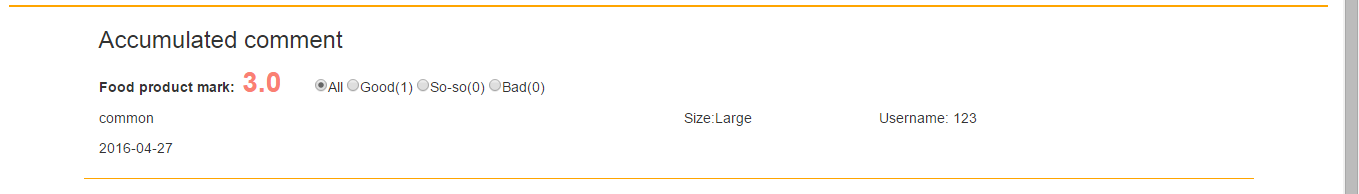 Accumulated comment
Food product mark: 3.0 All Good(1) So-so(0) Bad(0)
common Size:Large Username: 123
2016-04-27